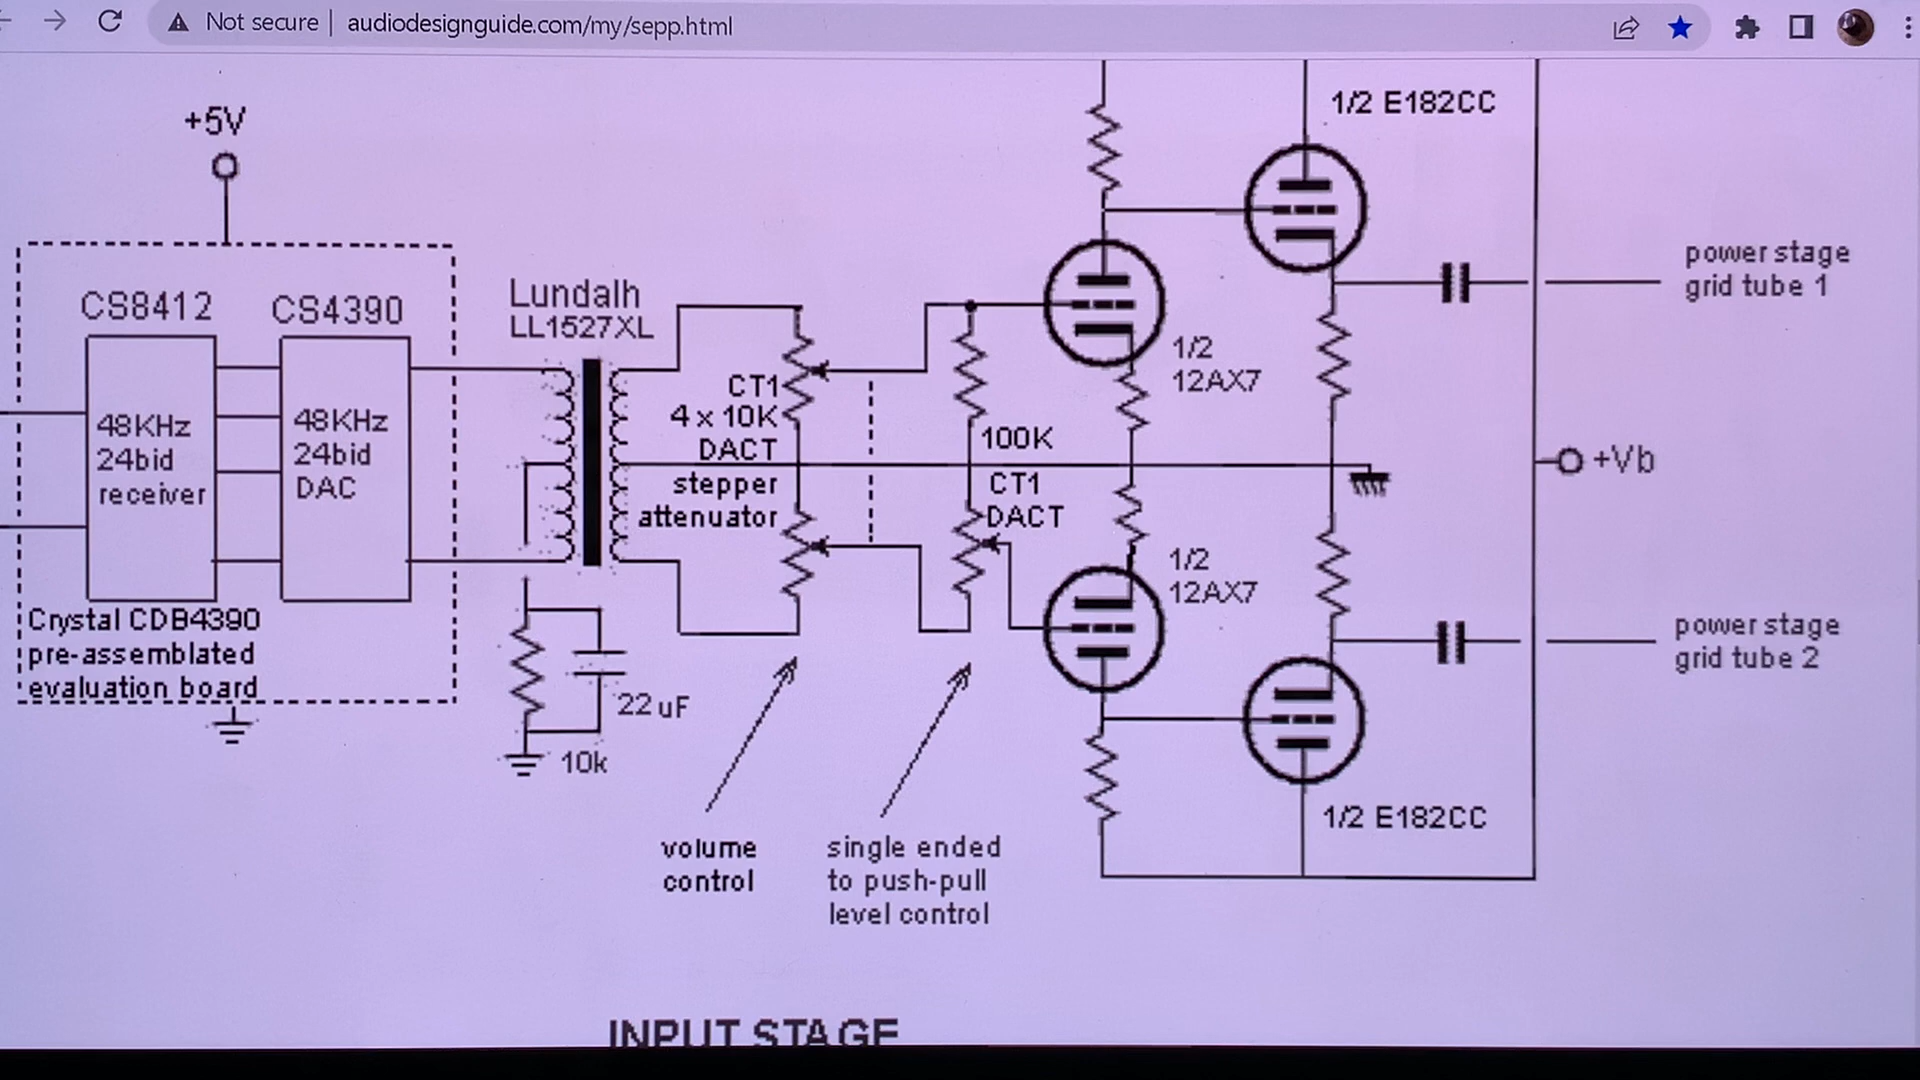 Not secure | audiodesignguide.com/my/sepp.html
+5V
1/2 E182CC
CS8412
CS4390
48KHz
24bid
receiver
48KHz
24bid
DAC
Crystal CDB4390
pre-assemblated
evaluation board
Lundalh
LL1527XL
22uF
10k
CT1
4 x 10K
DACT
stepper
attenuator
100K
CT1
DACT
1/2
12AX7
1/2
12AX7
power stage
grid tube 1
+Vb
power stage
grid tube 2
1/2 E182CC
volume
control
single ended
to push-pull
level control
INPUT STAGE